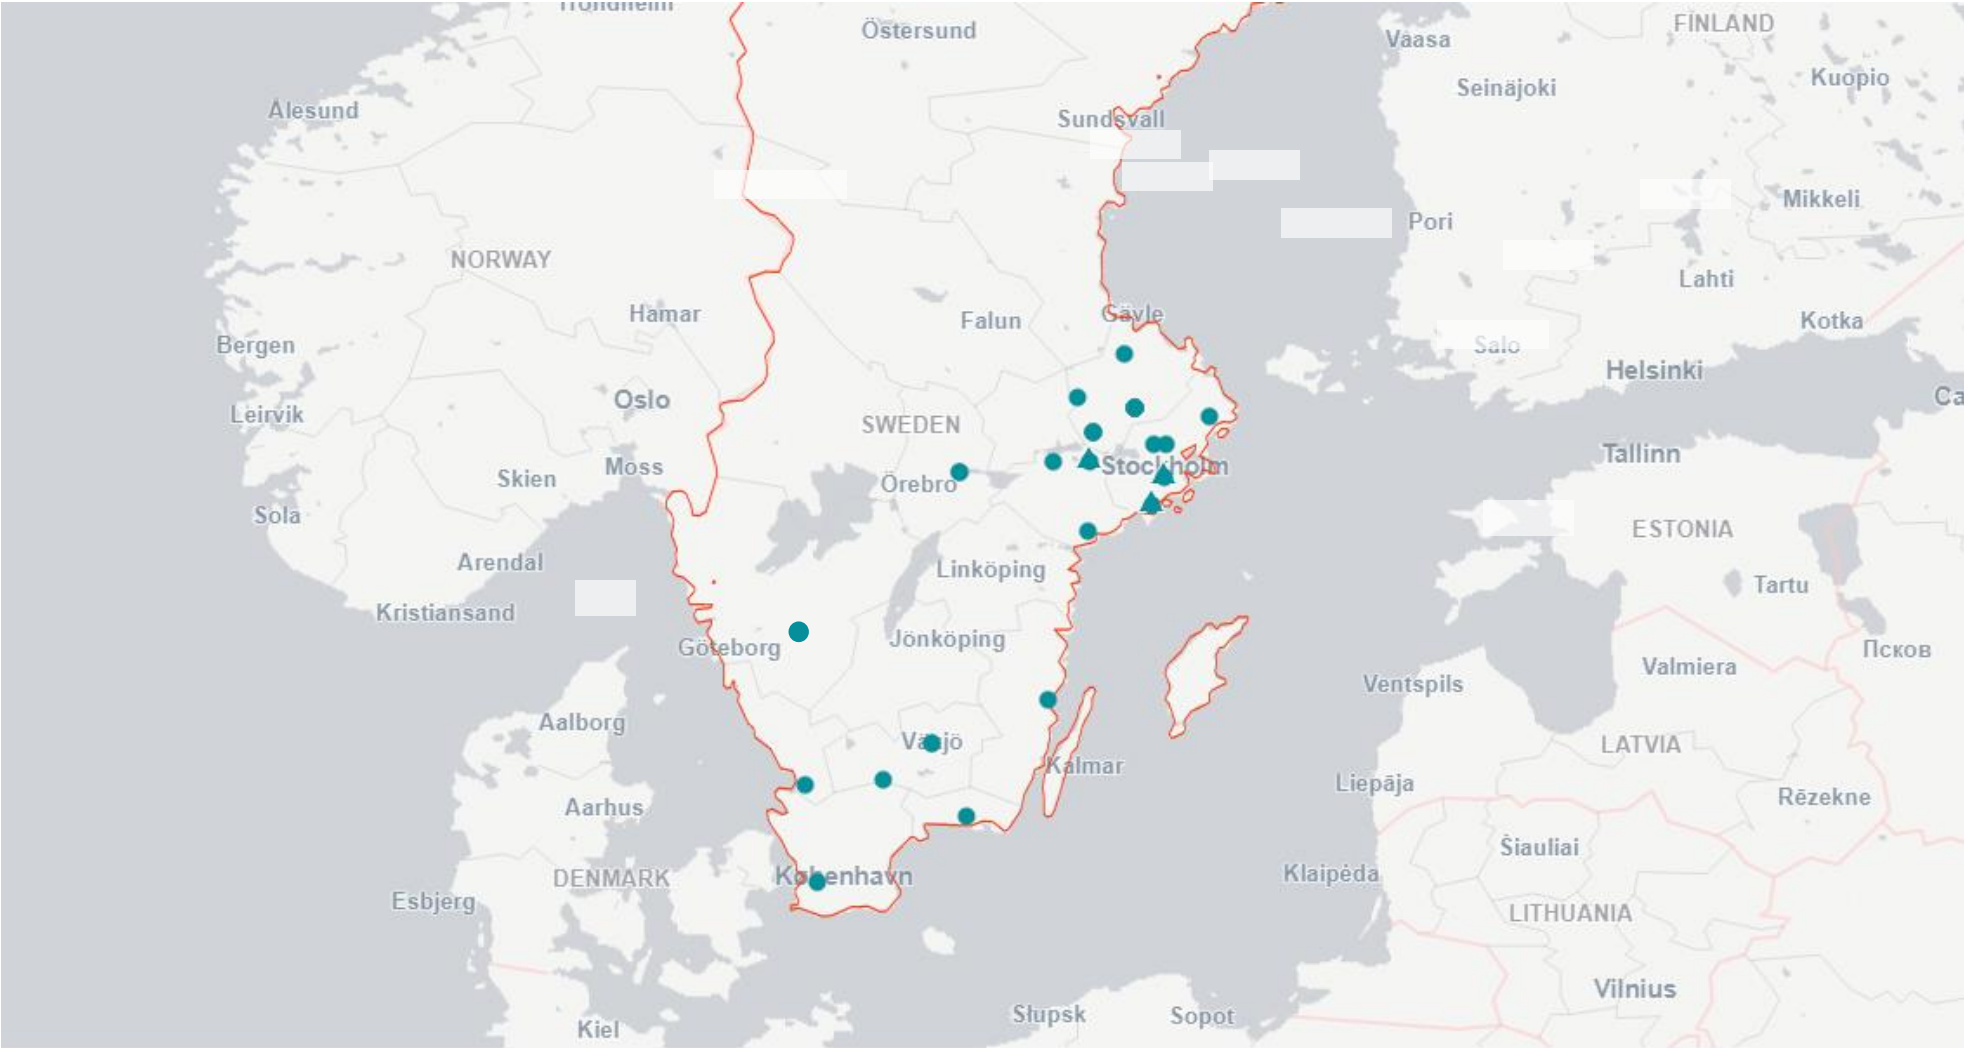 Trondheim
Östersund
Vaasa
FINLAND
Seinäjoki
Kuopio
Ålesund
Sundsvall
Mikkeli
Pori
NORWAY
Lahti
Hamar
Falun
Gävle
Kotka
Bergen
Salo
Helsinki
Oslo
Leirvik
SWEDEN
Ca
Tallinn
Moss
Stockholm
Skien
Örebro
Sola
ESTONIA
Arendal
Linköping
Tartu
Kristiansand
Göteborg
Jönköping
Псков
Valmiera
Ventspils
Aalborg
Växjö
LATVIA
Kalmar
Liepāja
Rēzekne
Aarhus
Šiauliai
DENMARK
København
Klaipėda
Esbjerg
LITHUANIA
Vilnius
Słupsk
Sopot
Kiel